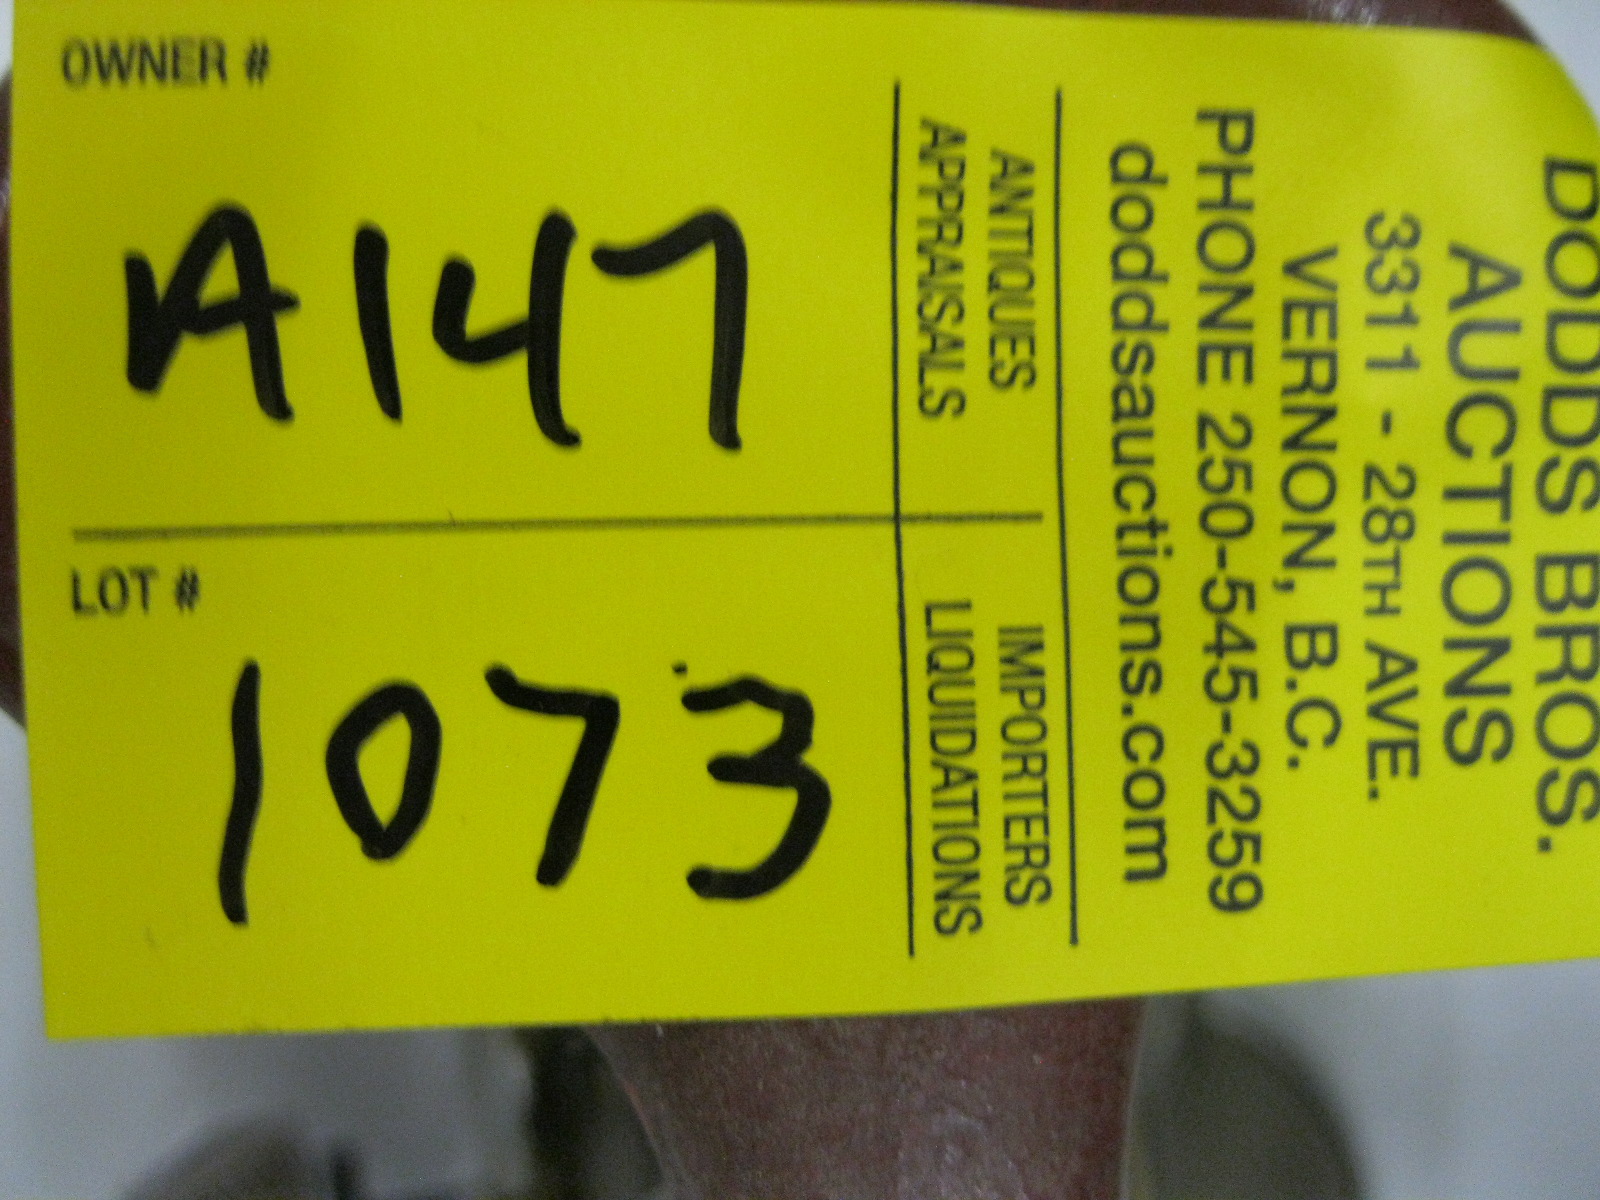 DODDS BROS.
AUCTIONS
3311 - 28TH AVE.
VERNON, B.C.
PHONE 250-545-3259
doddsauctions.com
ANTIQUES IMPORTERS
APPRAISALS LIQUIDATIONS
OWNER #
A147
LOT #
1073